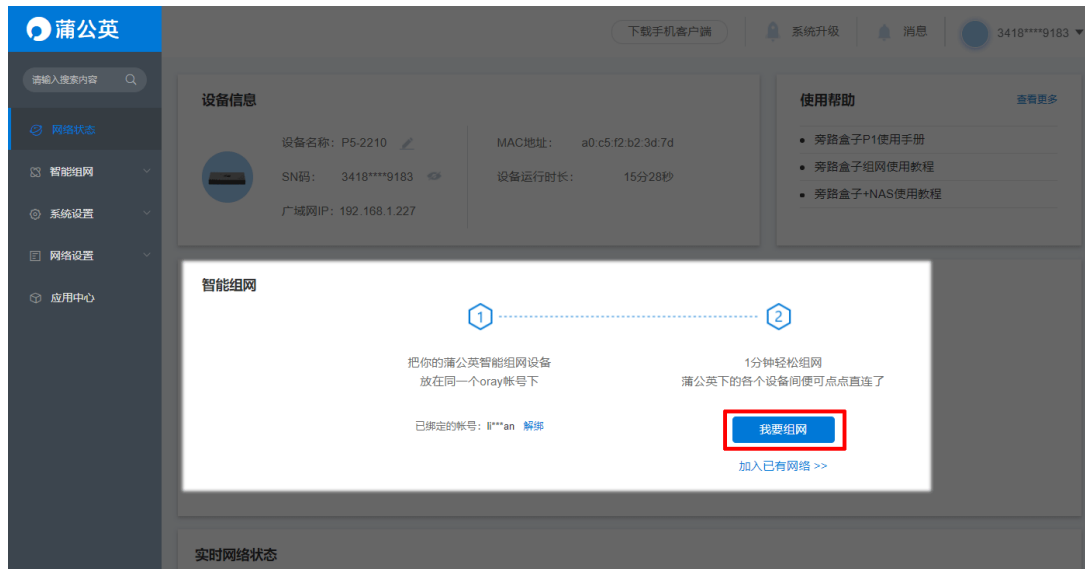 蒲公英
下载手机客户端
系统升级
消息
3418****9183
请输入搜索内容
网络状态
智能组网
系统设置
网络设置
应用中心
设备信息
设备名称: P5-2210
MAC地址: a0:c5:f2:b2:3d:7d
SN码: 3418****9183
设备运行时长: 15分28秒
广域网IP: 192.168.1.227
使用帮助
查看更多
旁路盒子P1使用手册
旁路盒子组网使用教程
旁路盒子+NAS使用教程
智能组网
1
2
把你的蒲公英智能组网设备
放在同一个oray帐号下
已绑定的帐号: li***an 解绑
1分钟轻松组网
蒲公英下的各个设备间便可点点直连了
我要组网
加入已有网络 >>
实时网络状态